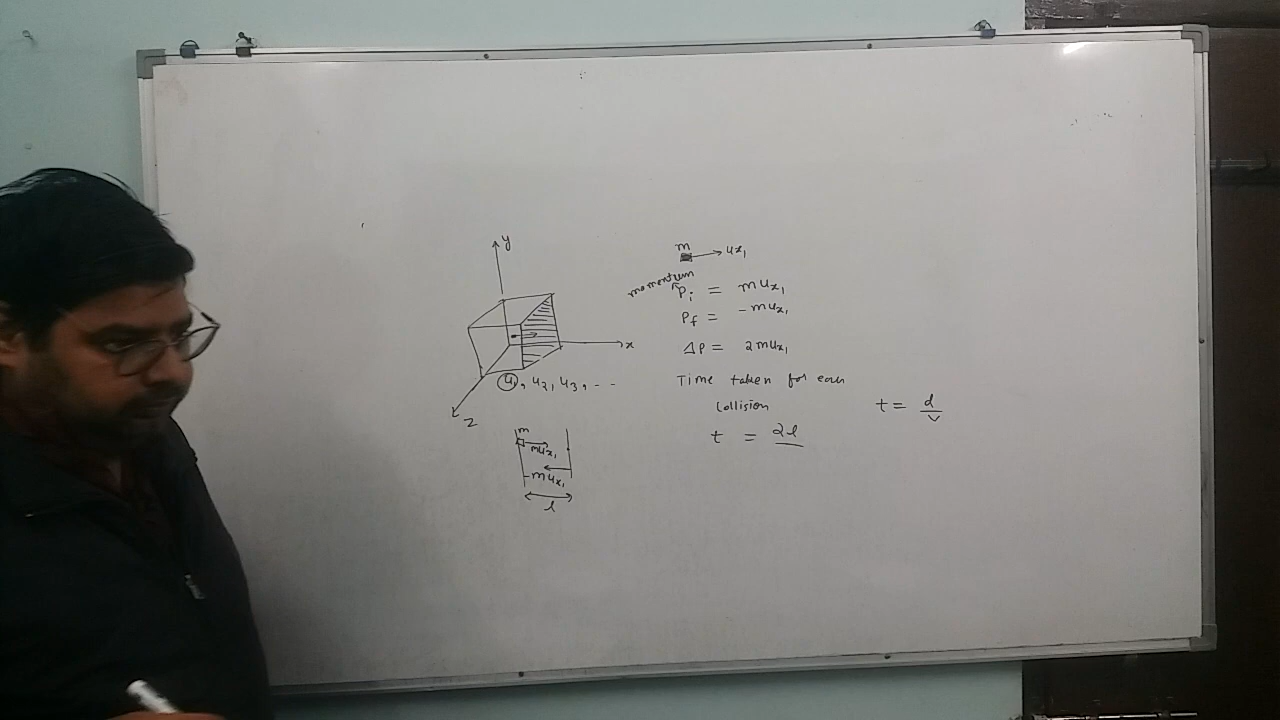 y
x
z
u₁, u₂, u₃, - -
m
mux₁
-mux₁
l
m
ux₁
momentum
Pi = mux₁
Pf = -mux₁
ΔP = 2mux₁
Time taken for each
Collision
t = 2l
t = d/v